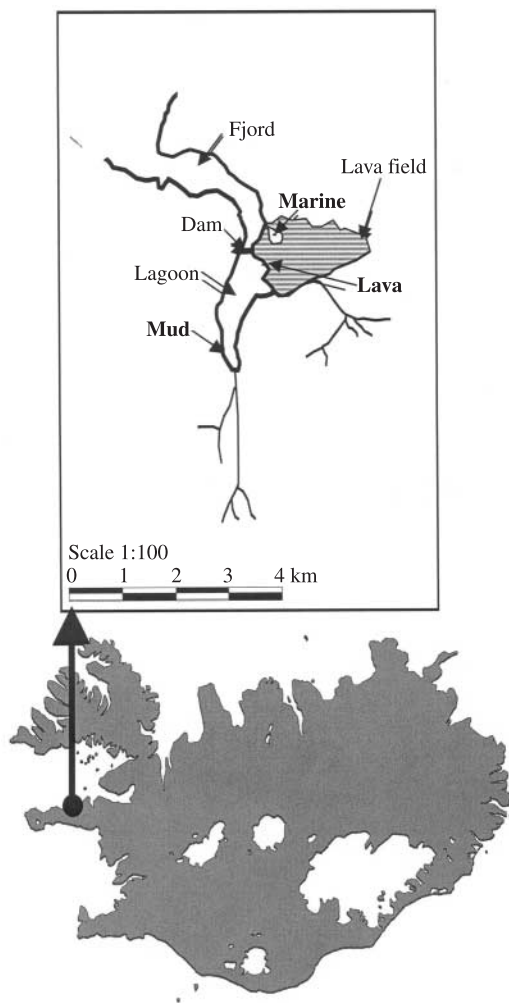 Fjord
Lava field
Marine
Dam
Lagoon
Lava
Mud
Scale 1:100
0 1 2 3 4 km